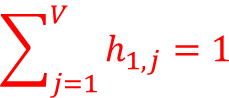 ∑_{j=1}^{V} h_{1,j} = 1